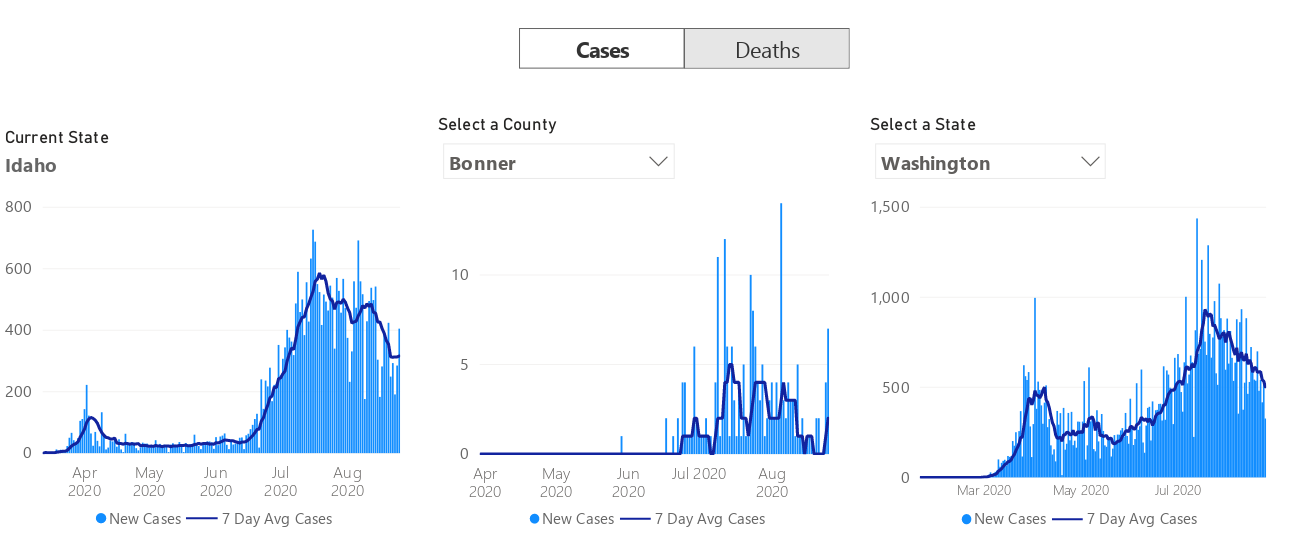 Cases Deaths
Current State
Idaho
Select a County
Bonner
Select a State
Washington
800
600
400
200
0
Apr May Jun Jul Aug
2020 2020 2020 2020 2020
New Cases 7 Day Avg Cases
10
5
0
Apr May Jun Jul 2020 Aug
2020 2020 2020 2020
New Cases 7 Day Avg Cases
1,500
1,000
500
0
Mar 2020 May 2020 Jul 2020
New Cases 7 Day Avg Cases